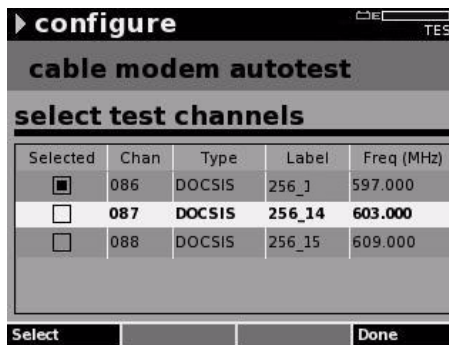 configure
E
TES
cable modem autotest
select test channels
Selected Chan Type Label Freq (MHz)
086 DOCSIS 256_1 597.000
087 DOCSIS 256_14 603.000
088 DOCSIS 256_15 609.000
Select Done